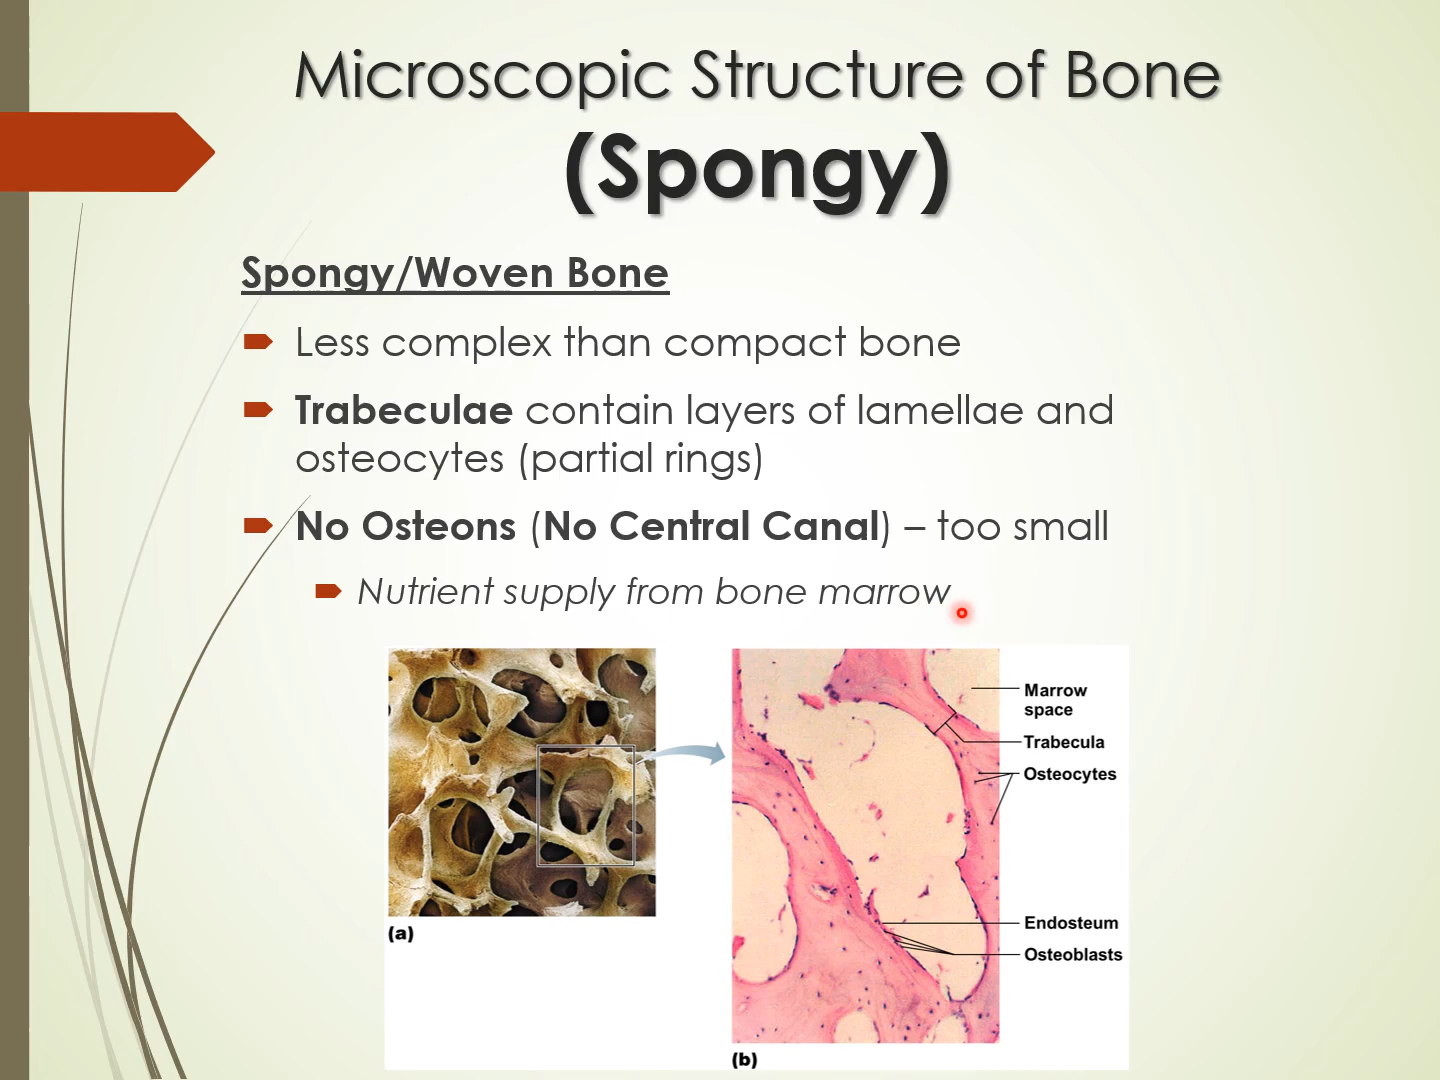 Microscopic Structure of Bone
(Spongy)
Spongy/Woven Bone
Less complex than compact bone
Trabeculae contain layers of lamellae and
osteocytes (partial rings)
No Osteons (No Central Canal) – too small
Nutrient supply from bone marrow
Marrow
space
Trabecula
Osteocytes
Endosteum
Osteoblasts
(a)
(b)